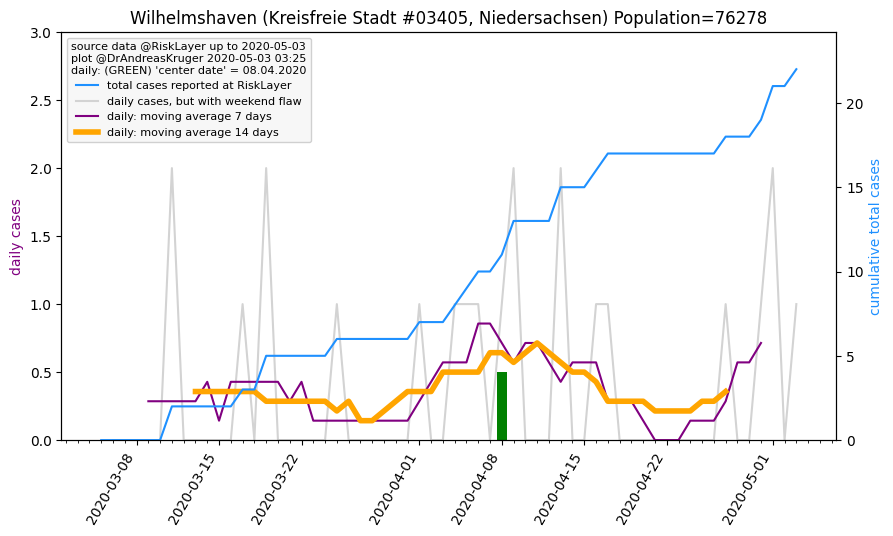 Wilhelmshaven (Kreisfreie Stadt #03405, Niedersachsen) Population=76278
source data @RiskLayer up to 2020-05-03
plot @DrAndreasKruger 2020-05-03 03:25
daily: (GREEN) 'center date' = 08.04.2020
total cases reported at RiskLayer
daily cases, but with weekend flaw
daily: moving average 7 days
daily: moving average 14 days
daily cases
3.0
2.5
2.0
1.5
1.0
0.5
0.0
cumulative total cases
20
15
10
5
0
2020-03-08
2020-03-15
2020-03-22
2020-04-01
2020-04-08
2020-04-15
2020-04-22
2020-05-01